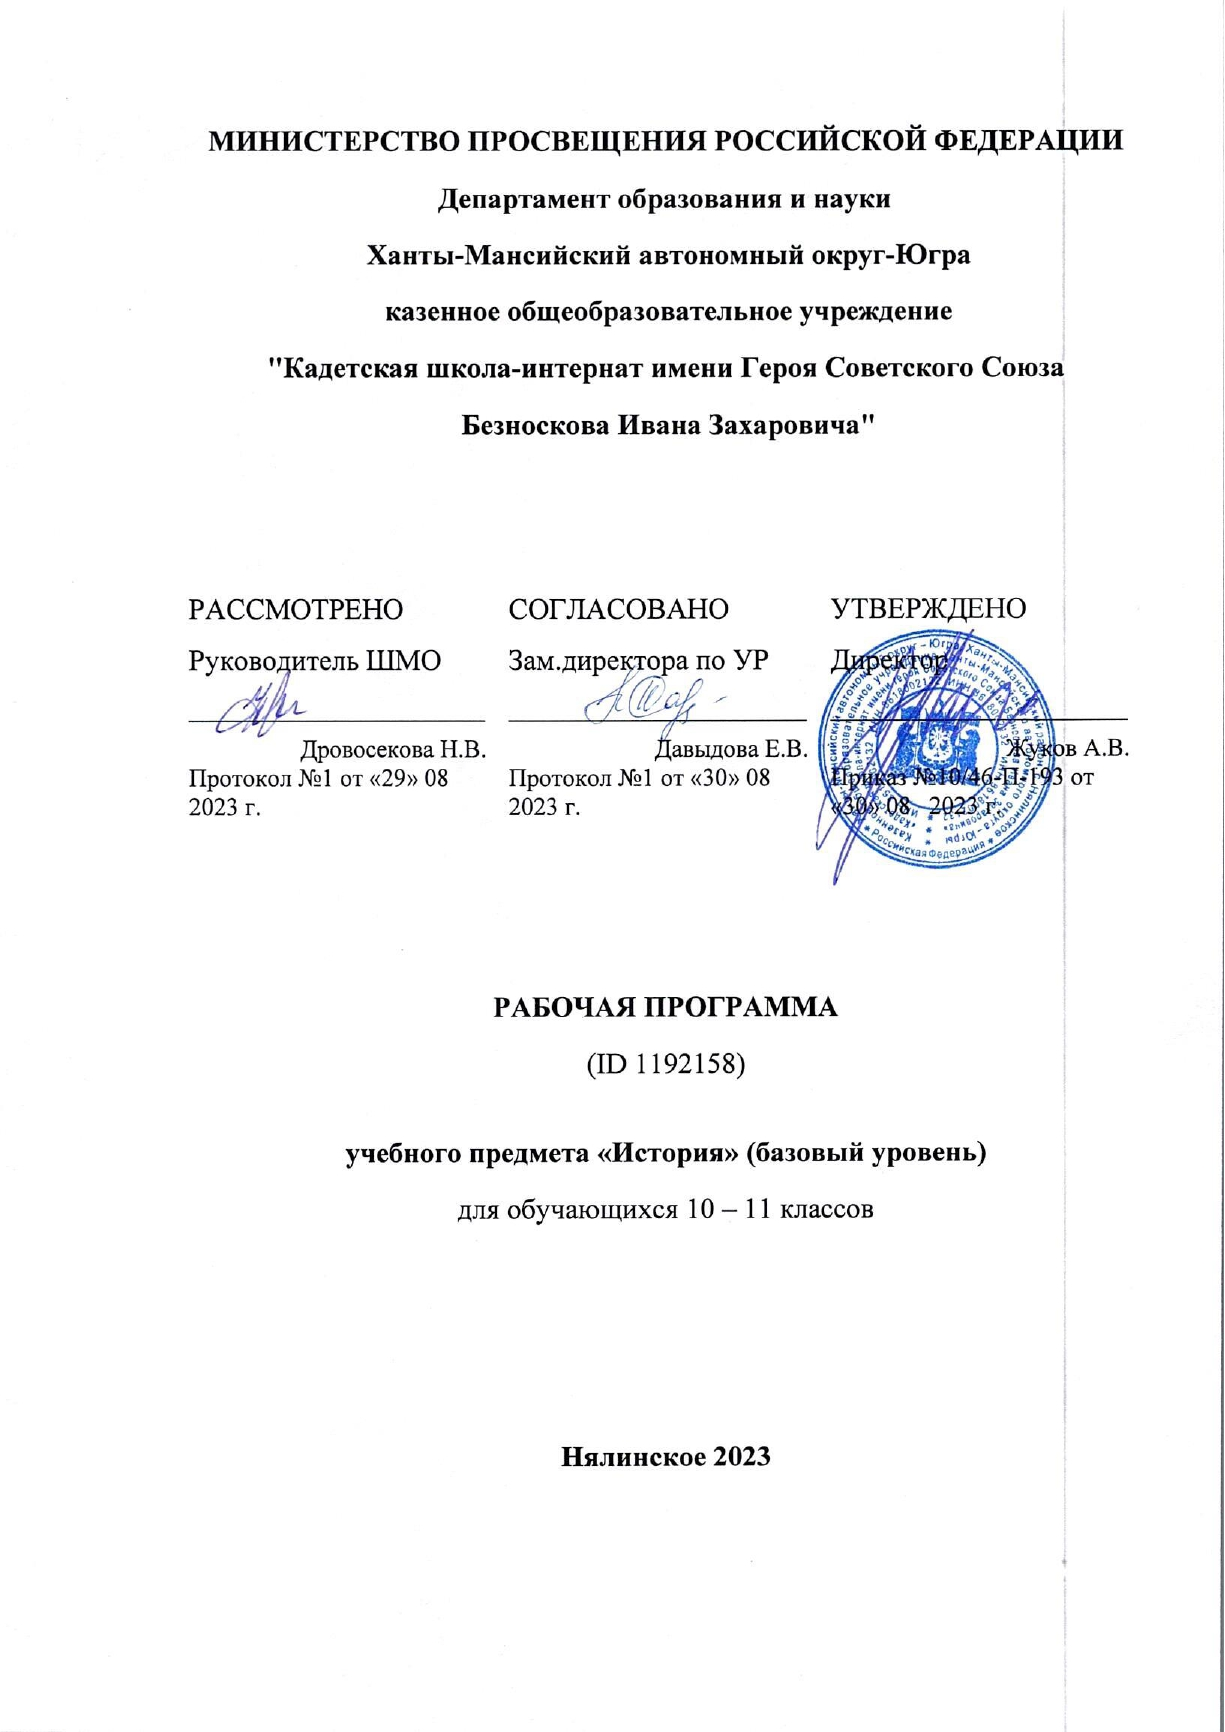 МИНИСТЕРСТВО ПРОСВЕЩЕНИЯ РОССИЙСКОЙ ФЕДЕРАЦИИ
Департамент образования и науки
Ханты-Мансийский автономный округ-Югра
казенное общеобразовательное учреждение
"Кадетская школа-интернат имени Героя Советского Союза
Безноскова Ивана Захаровича"
РАССМОТРЕНО
Руководитель ШМО
Дровосекова Н.В.
Протокол №1 от «29» 08
2023 г.
СОГЛАСОВАНО
Зам.директора по УР
Давыдова Е.В.
Протокол №1 от «30» 08
2023 г.
УТВЕРЖДЕНО
Директор
Жуков А.В.
Приказ №10/46-П-193 от
«30» 08 2023 г.
Российская Федерация
РАБОЧАЯ ПРОГРАММА
(ID 1192158)
учебного предмета «История» (базовый уровень)
для обучающихся 10 – 11 классов
Нялинское 2023